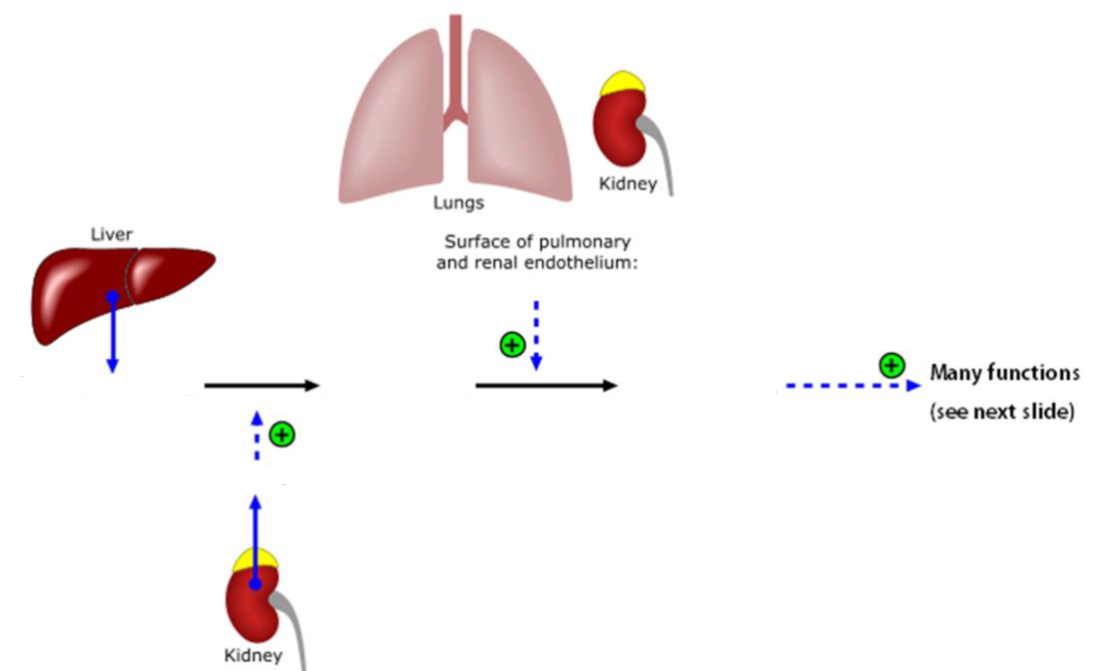 Lungs
Kidney
Surface of pulmonary
and renal endothelium:
Liver
+
+
+
Many functions
(see next slide)
Kidney